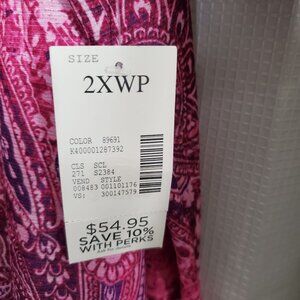 SIZE
2XWP
COLOR 89691
K400001287392
CLS SCL
271 S2384
VEND STYLE
008483 001101176
VS: 300147579
$54.95
SAVE 10%
WITH PERKS